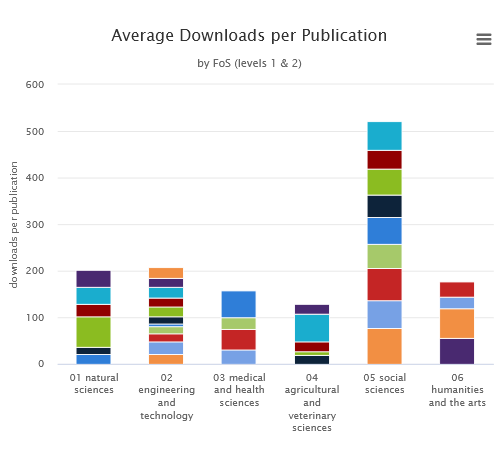 Average Downloads per Publication
by FoS (levels 1 & 2)
downloads per publication
600
500
400
300
200
100
0
01 natural
sciences
02
engineering
and
technology
03 medical
and health
sciences
04
agricultural
and
veterinary
sciences
05 social
sciences
06
humanities
and the arts